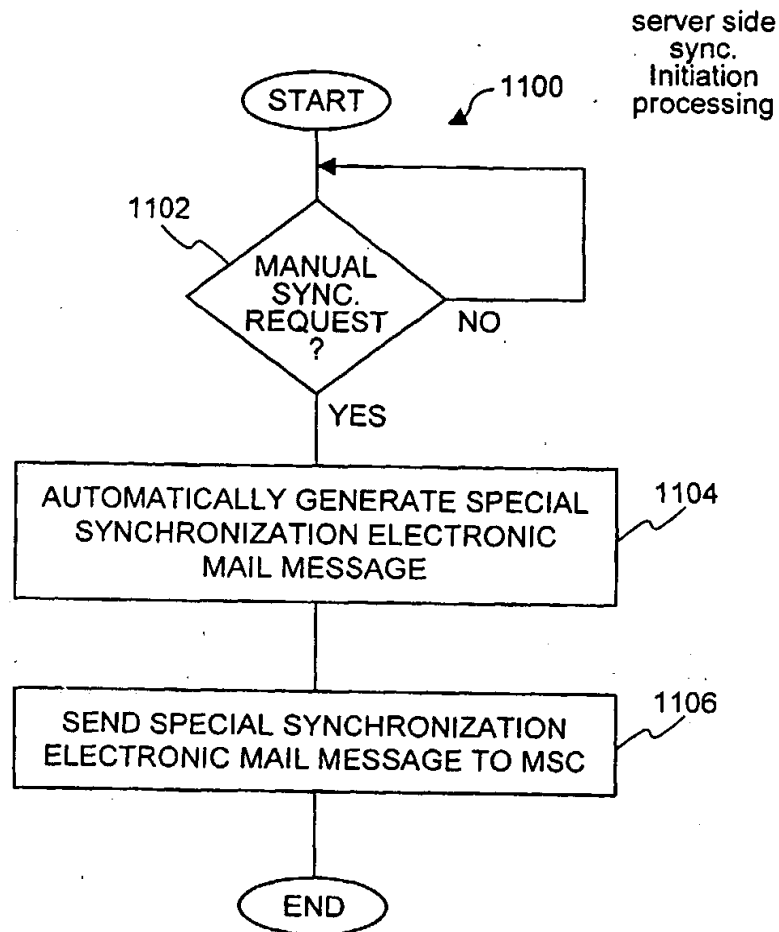 server side
sync.
Initiation
processing
START
1100
1102
MANUAL
SYNC.
REQUEST
?
NO
YES
AUTOMATICALLY GENERATE SPECIAL
SYNCHRONIZATION ELECTRONIC
MAIL MESSAGE
1104
SEND SPECIAL SYNCHRONIZATION
ELECTRONIC MAIL MESSAGE TO MSC
1106
END